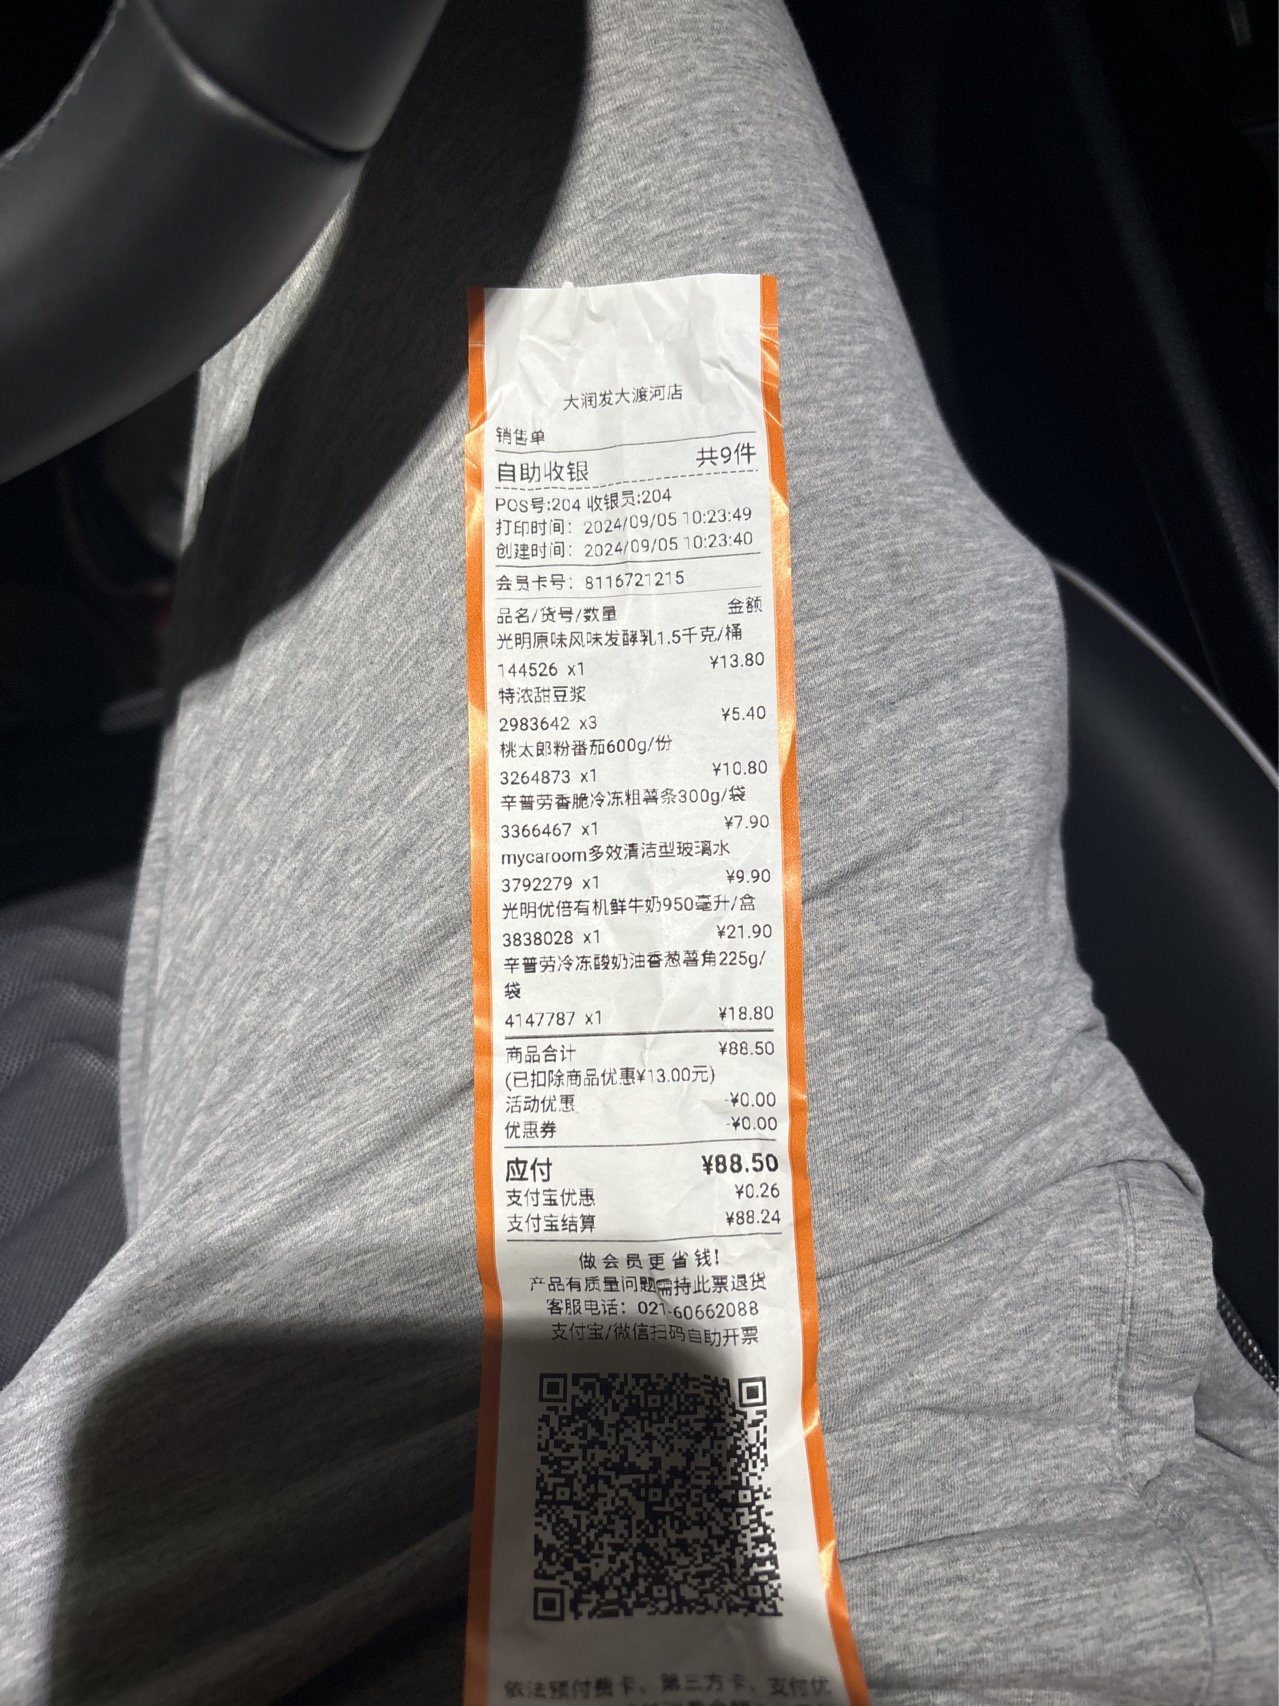 大润发大渡河店
销售单
自助收银 共9件
POS号:204 收银员:204
打印时间: 2024/09/05 10:23:49
创建时间: 2024/09/05 10:23:40
会员卡号: 8116721215
品名/货号/数量 金额
光明原味风味发酵乳1.5千克/桶
144526 x1 ¥13.80
特浓甜豆浆
2983642 x3 ¥5.40
桃太郎粉番茄600g/份
3264873 x1 ¥10.80
辛普劳香脆冷冻粗薯条300g/袋
3366467 x1 ¥7.90
mycaroom多效清洁型玻璃水
3792279 x1 ¥9.90
光明优倍有机鲜牛奶950毫升/盒
3838028 x1 ¥21.90
辛普劳冷冻酸奶油香葱薯角225g/
袋
4147787 x1 ¥18.80
商品合计 ¥88.50
(已扣除商品优惠¥13.00元)
活动优惠 -¥0.00
优惠券 -¥0.00
应付 ¥88.50
支付宝优惠 ¥0.26
支付宝结算 ¥88.24
做会员更省钱!
产品有质量问题需持此票退货
客服电话: 021-60662088
支付宝/微信扫码自助开票
依法预付费卡、第三方卡、支付优